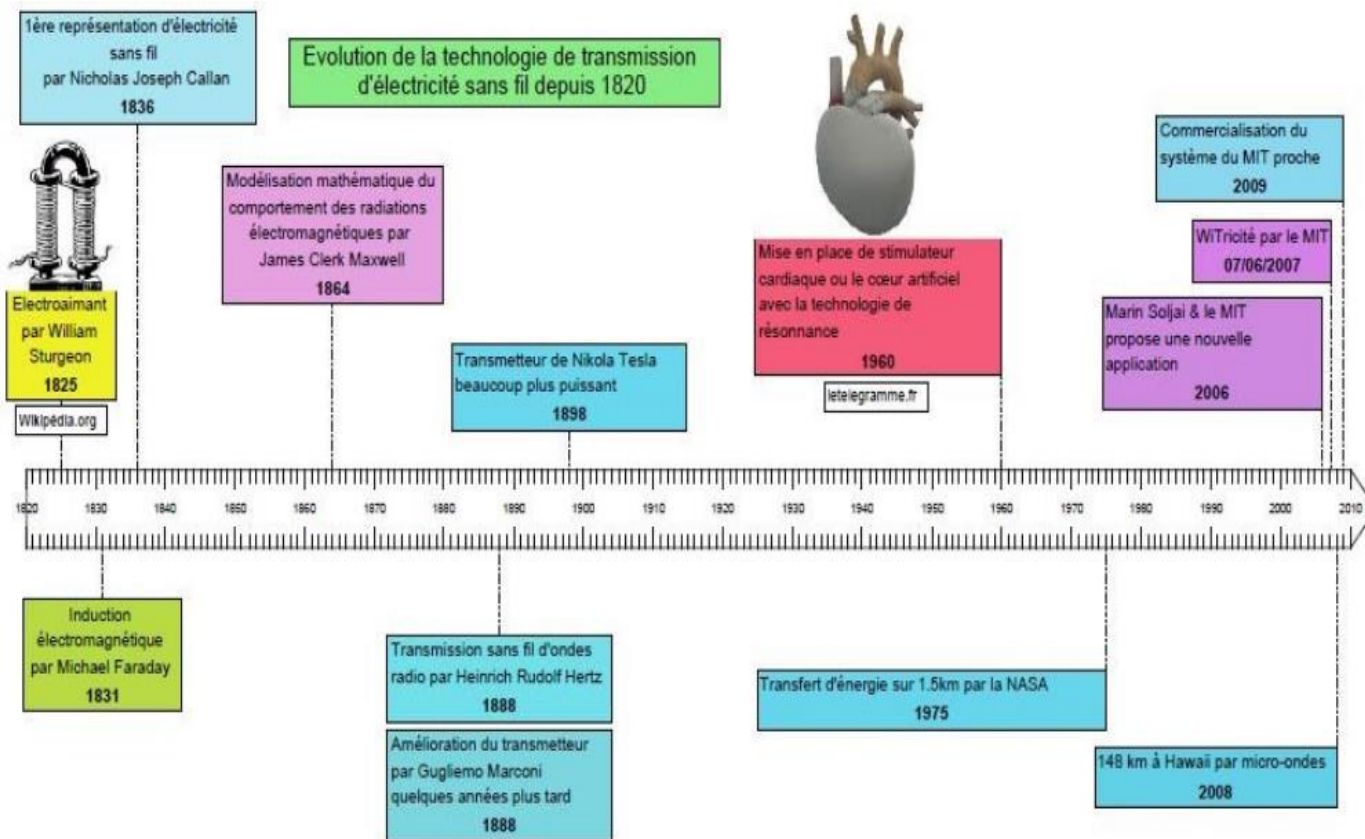 1ère représentation d'électricité
sans fil
par Nicholas Joseph Callan
1836
Evolution de la technologie de transmission
d'électricité sans fil depuis 1820
Commercialisation du
système du MIT proche
2009
Modélisation mathématique du
comportement des radiations
électromagnétiques par
James Clerk Maxwell
1864
WiTricité par le MIT
07/06/2007
Mise en place de stimulateur
cardiaque ou le cœur artificiel
avec la technologie de
résonnance
1960
letelegramme.fr
Electroaimant
par William
Sturgeon
1825
Wikipédia.org
Marin Soljai & le MIT
propose une nouvelle
application
2006
Transmetteur de Nikola Tesla
beaucoup plus puissant
1898
1820 1830 1840 1850 1860 1870 1880 1890 1900 1910 1920 1930 1940 1950 1960 1970 1980 1990 2000 2010
Induction
électromagnétique
par Michael Faraday
1831
Transmission sans fil d'ondes
radio par Heinrich Rudolf Hertz
1888
Amélioration du transmetteur
par Gugliemo Marconi
quelques années plus tard
1888
Transfert d'énergie sur 1.5km par la NASA
1975
148 km à Hawaii par micro-ondes
2008